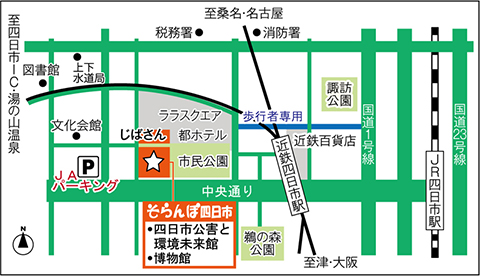 至桑名・名古屋
税務署
消防署
至四日市IC・湯の山温泉
図書館
上下
水道局
諏訪
公園
ララスクエア
歩行者専用
国道1号線
国道23号線
文化会館
じばさん
都ホテル
近鉄百貨店
P
JA
パーキング
市民公園
近鉄四日市駅
JR四日市駅
中央通り
そらんぽ四日市
•四日市公害と
環境未来館
•博物館
鵜の森
公園
至津・大阪
N